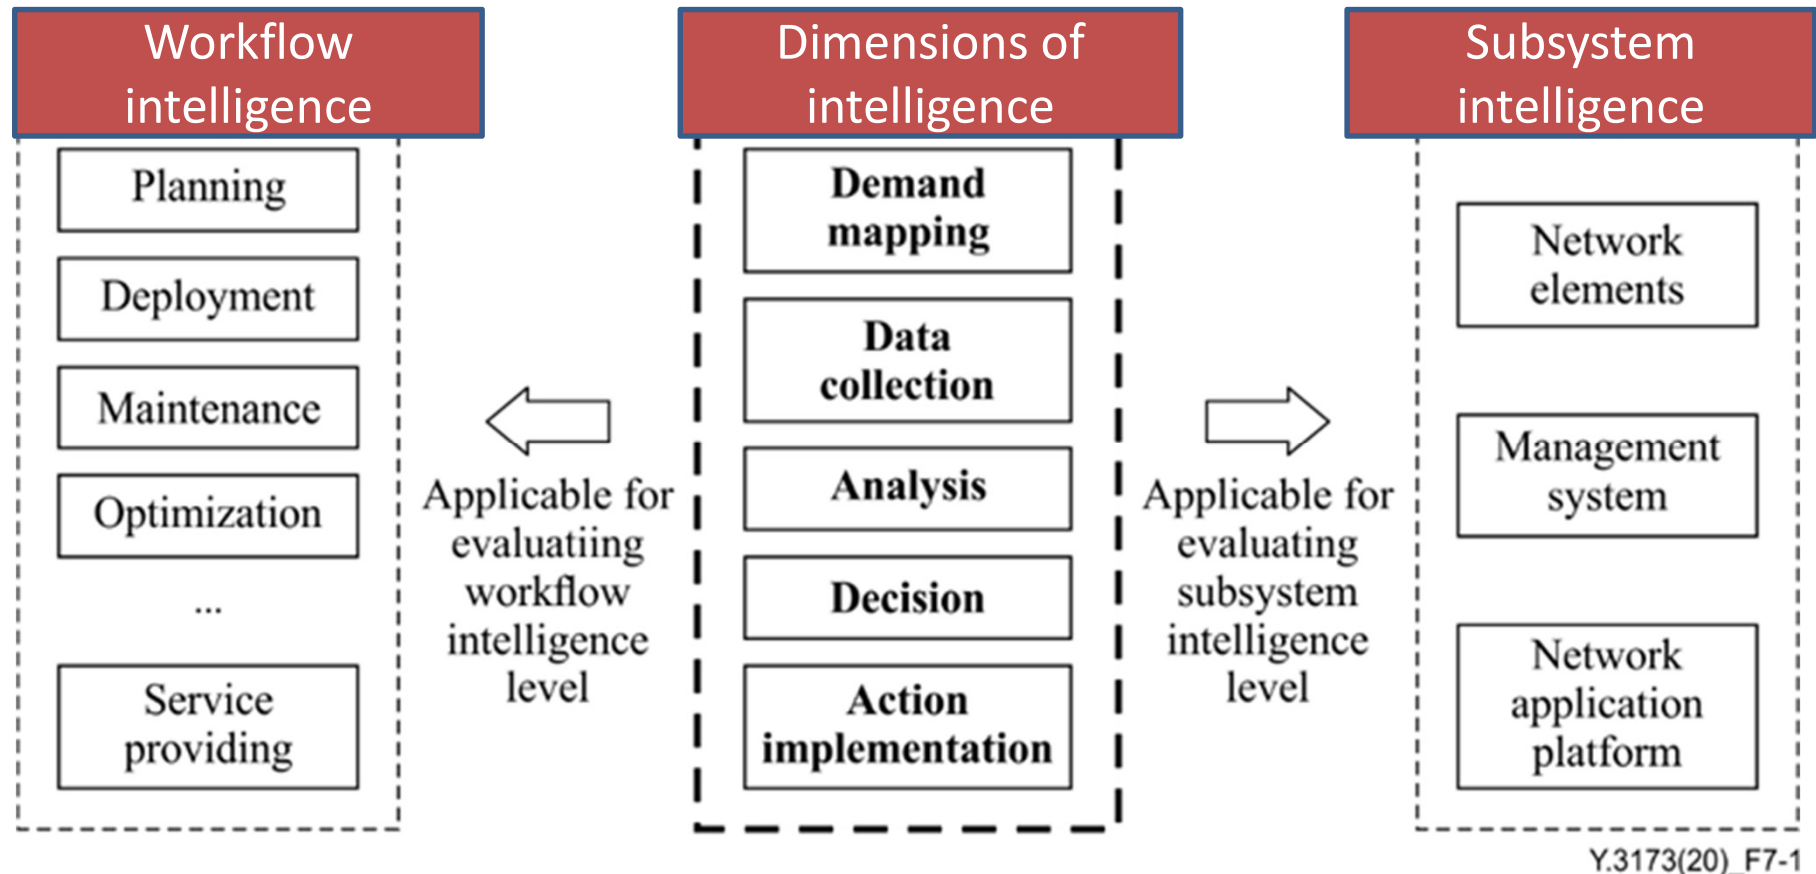 Workflow
intelligence
Planning
Deployment
Maintenance
Optimization
...
Service
providing
Applicable for
evaluatiing
workflow
intelligence
level
Dimensions of
intelligence
Demand
mapping
Data
collection
Analysis
Decision
Action
implementation
Applicable for
evaluating
subsystem
intelligence
level
Subsystem
intelligence
Network
elements
Management
system
Network
application
platform
Y.3173(20)_F7-1